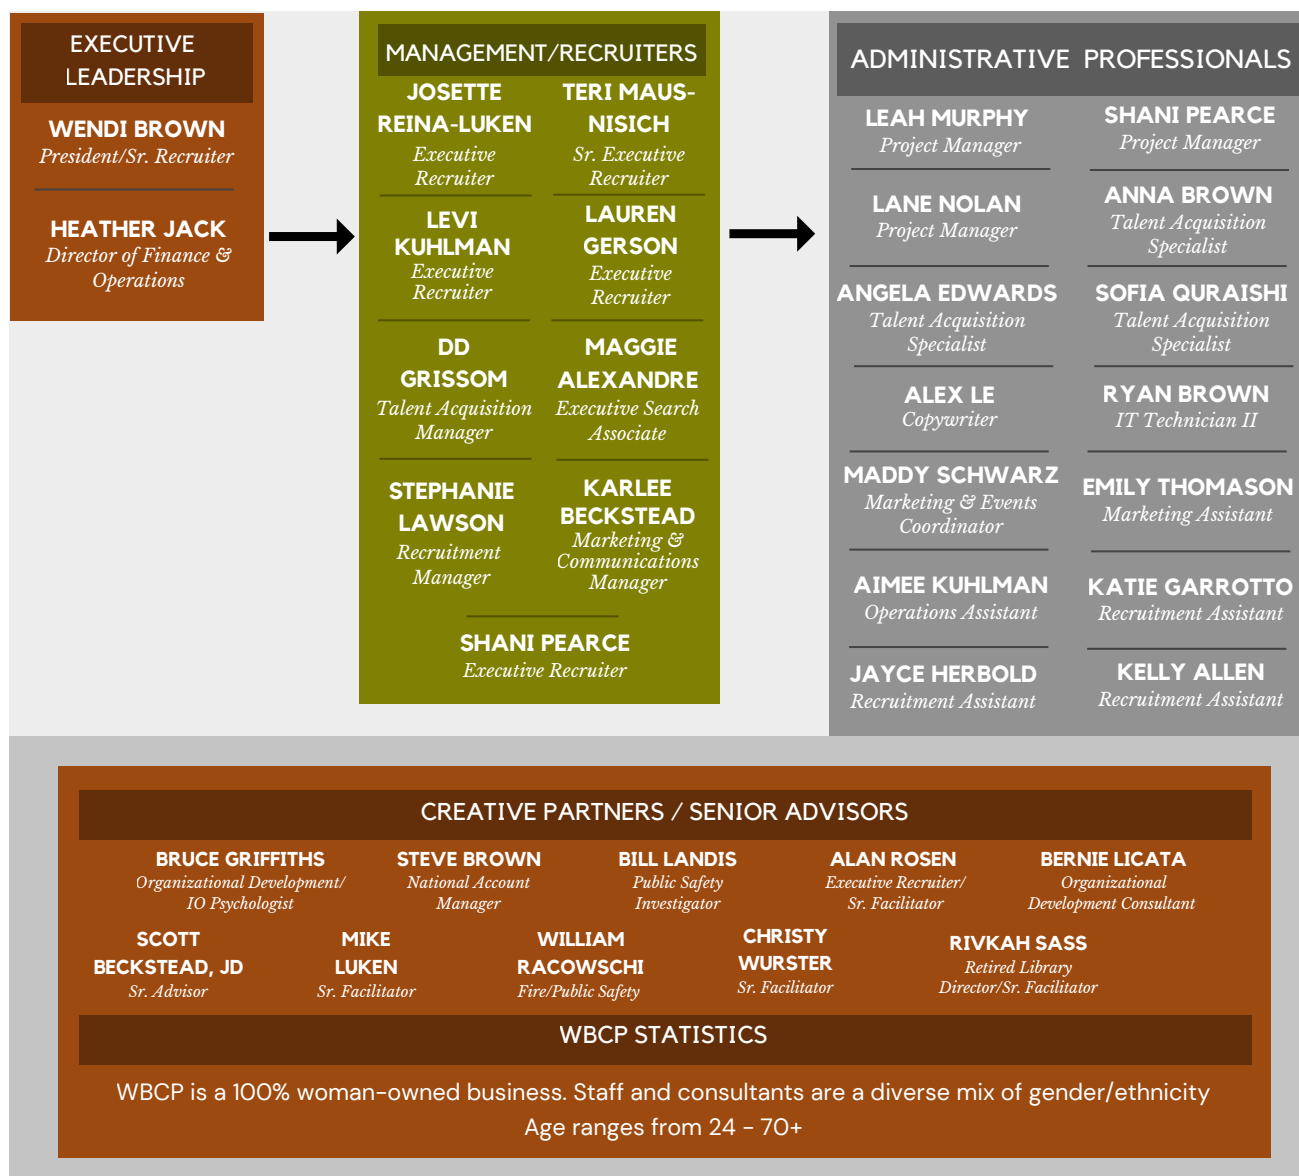 EXECUTIVE
LEADERSHIP
WENDI BROWN
President/Sr. Recruiter
HEATHER JACK
Director of Finance &
Operations
MANAGEMENT/RECRUITERS
JOSETTE
REINA-LUKEN
Executive
Recruiter
TERI MAUS-
NISICH
Sr. Executive
Recruiter
LEVI
KUHLMAN
Executive
Recruiter
LAUREN
GERSON
Executive
Recruiter
DD
GRISSOM
Talent Acquisition
Manager
MAGGIE
ALEXANDRE
Executive Search
Associate
STEPHANIE
LAWSON
Recruitment
Manager
KARLEE
BECKSTEAD
Marketing &
Communications
Manager
SHANI PEARCE
Executive Recruiter
ADMINISTRATIVE PROFESSIONALS
LEAH MURPHY
Project Manager
SHANI PEARCE
Project Manager
LANE NOLAN
Project Manager
ANNA BROWN
Talent Acquisition
Specialist
ANGELA EDWARDS
Talent Acquisition
Specialist
SOFIA QURAISHI
Talent Acquisition
Specialist
ALEX LE
Copywriter
RYAN BROWN
IT Technician II
MADDY SCHWARZ
Marketing & Events
Coordinator
EMILY THOMASON
Marketing Assistant
AIMEE KUHLMAN
Operations Assistant
KATIE GARROTTO
Recruitment Assistant
JAYCE HERBOLD
Recruitment Assistant
KELLY ALLEN
Recruitment Assistant
CREATIVE PARTNERS / SENIOR ADVISORS
BRUCE GRIFFITHS
Organizational Development/
IO Psychologist
STEVE BROWN
National Account
Manager
BILL LANDIS
Public Safety
Investigator
ALAN ROSEN
Executive Recruiter/
Sr. Facilitator
BERNIE LICATA
Organizational
Development Consultant
SCOTT
BECKSTEAD, JD
Sr. Advisor
MIKE
LUKEN
Sr. Facilitator
WILLIAM
RACOWSCHI
Fire/Public Safety
CHRISTY
WURSTER
Sr. Facilitator
RIVKAH SASS
Retired Library
Director/Sr. Facilitator
WBCP STATISTICS
WBCP is a 100% woman-owned business. Staff and consultants are a diverse mix of gender/ethnicity
Age ranges from 24 - 70+